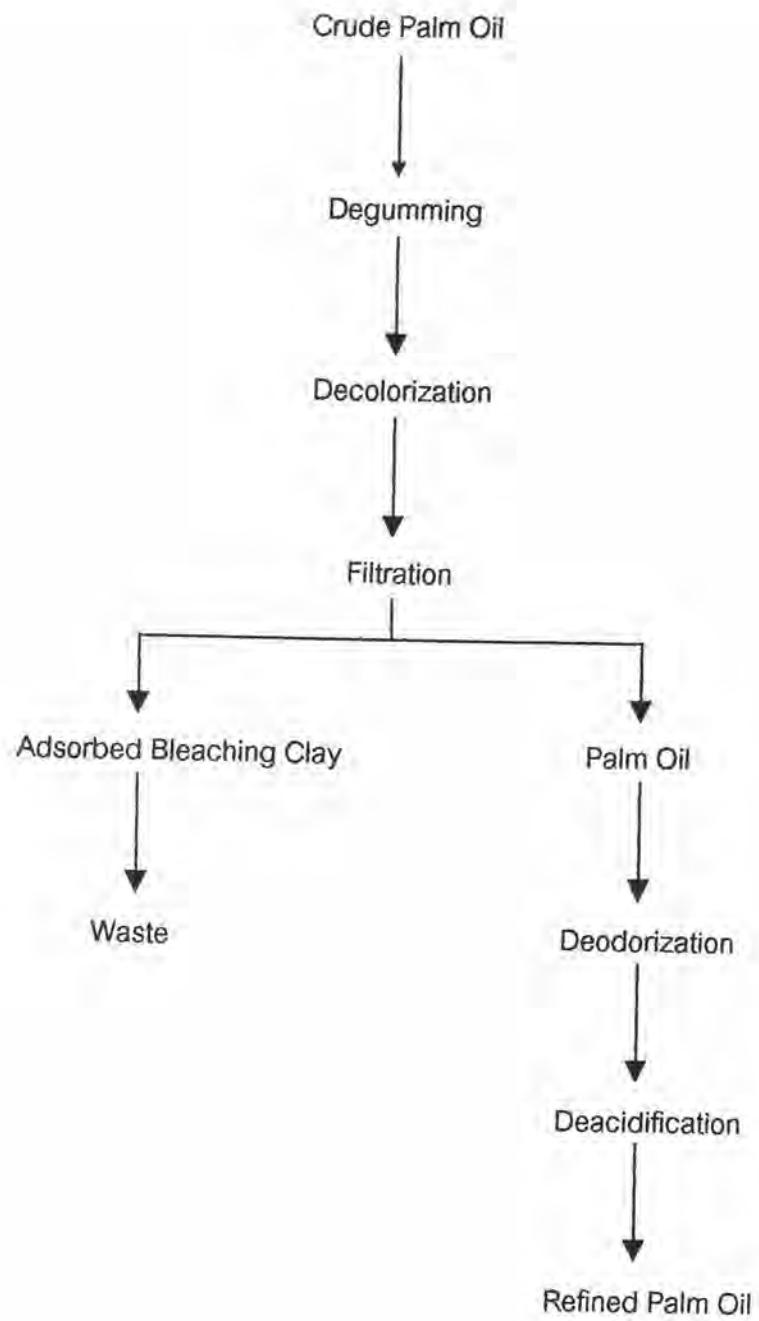 Crude Palm Oil
Degumming
Decolorization
Filtration
Adsorbed Bleaching Clay
Palm Oil
Waste
Deodorization
Deacidification
Refined Palm Oil